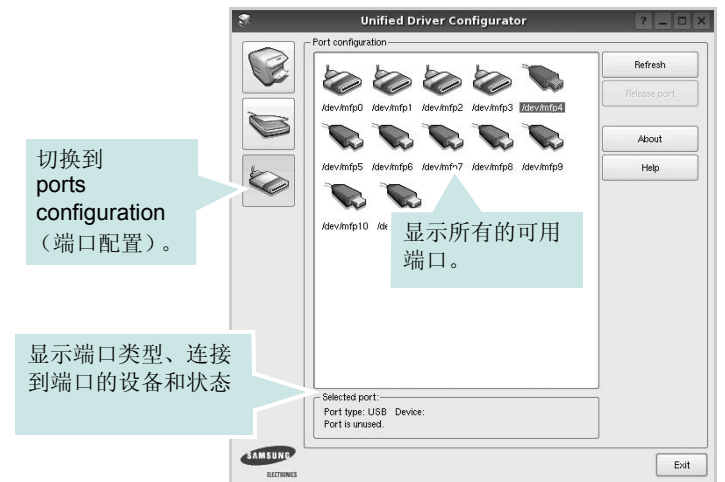 Unified Driver Configurator
Port configuration
/dev/mfp0 /dev/mfp1 /dev/mfp2 /dev/mfp3 /dev/mfp4
/dev/mfp5 /dev/mfp6 /dev/mfp7 /dev/mfp8 /dev/mfp9
/dev/mfp10
Refresh
Release port
About
Help
切换到
ports
configuration
（端口配置）。
显示所有的可用
端口。
显示端口类型、连接
到端口的设备和状态
Selected port:
Port type: USB Device:
Port is unused.
SAMSUNG
ELECTRONICS
Exit